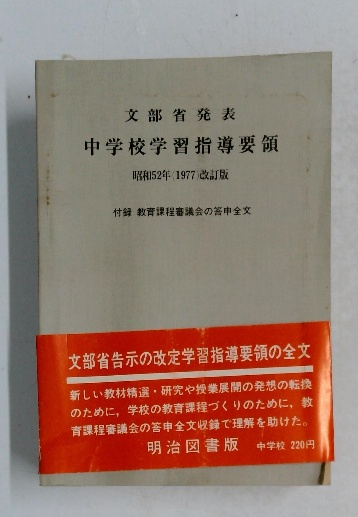 文部省発表
中学校学習指導要領
昭和52年(1977)改訂版
付録 教育課程審議会の答申全文
文部省告示の改定学習指導要領の全文
新しい教材精選・研究や授業展開の発想の転換
のために，学校の教育課程づくりのために，教
育課程審議会の答申全文収録で理解を助けた。
明治図書版 中学校 220円